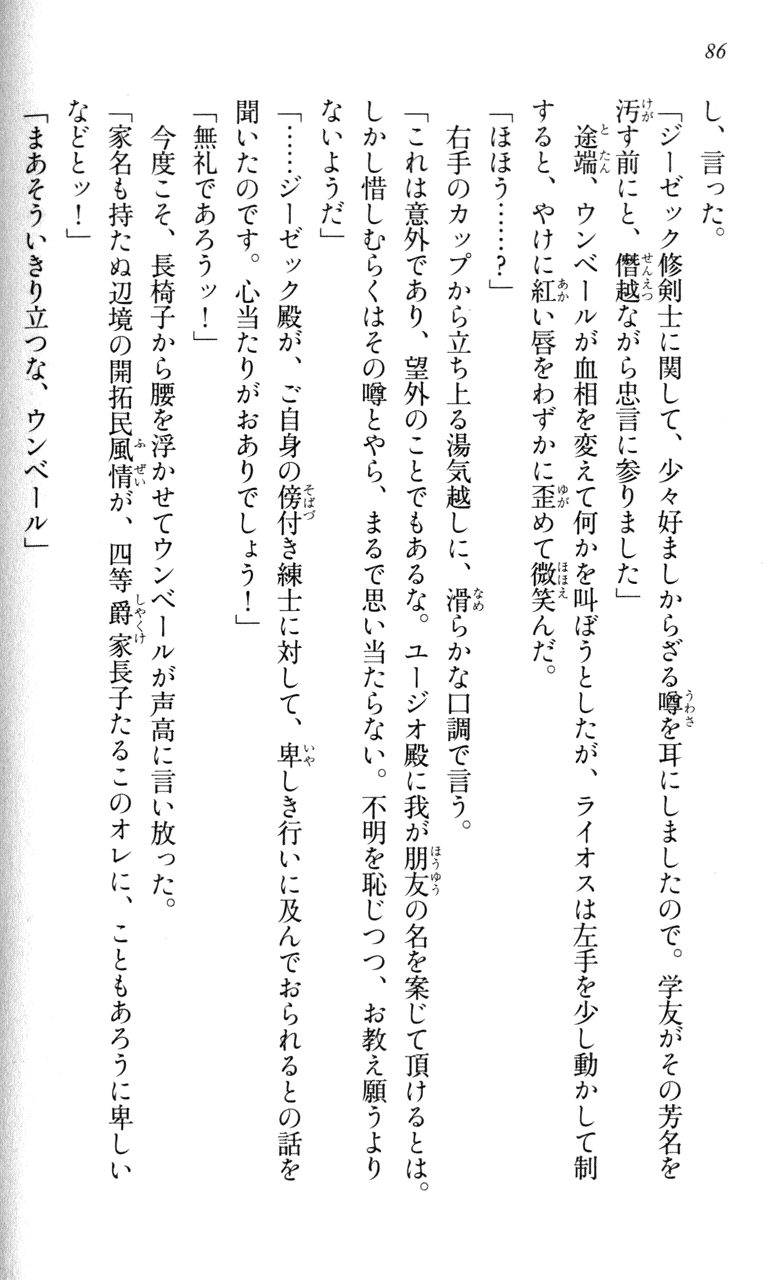 86
し、言った。
「ジーゼック修剣士に関して、少々好ましからざる噂を耳にしましたので。学友がその芳名を
汚す前にと、僭越ながら忠言に参りました」
途端、ウンベールが血相を変えて何かを叫ぼうとしたが、ライオスは左手を少し動かして制
すると、やけに紅い唇をわずかに歪めて微笑んだ。
「ほほう……?」
右手のカップから立ち上る湯気越しに、滑らかな口調で言う。
「これは意外であり、望外のことでもあるな。ユージオ殿に我が朋友の名を案じて頂けるとは。
しかし惜しむらくはその噂とやら、まるで思い当たらない。不明を恥じつつ、お教え願うより
ないようだ」
「……ジーゼック殿が、ご自身の傍付き練士に対して、卑しき行いに及んでおられるとの話を
聞いたのです。心当たりがおありでしょう!」
「無礼であろうッ!」
今度こそ、長椅子から腰を浮かせてウンベールが声高に言い放った。
「家名も持たぬ辺境の開拓民風情が、四等爵家長子たるこのオレに、こともあろうに卑しい
などとッ!」
「まあそういきり立つな、ウンベール」